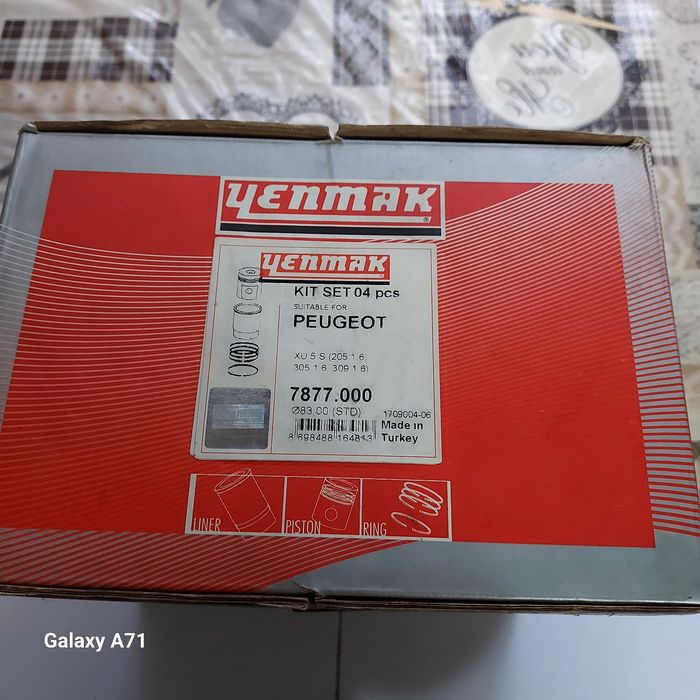 YENMAK
YENMAK
KIT SET 04 pcs
SUITABLE FOR
PEUGEOT
XU 5 S (205 1.6
305 1.6 309 1.6)
7877.000
Ø83.00 (STD) 1709004-06
Made in
8 698488 164813 Turkey
LINER PISTON RING
Galaxy A71